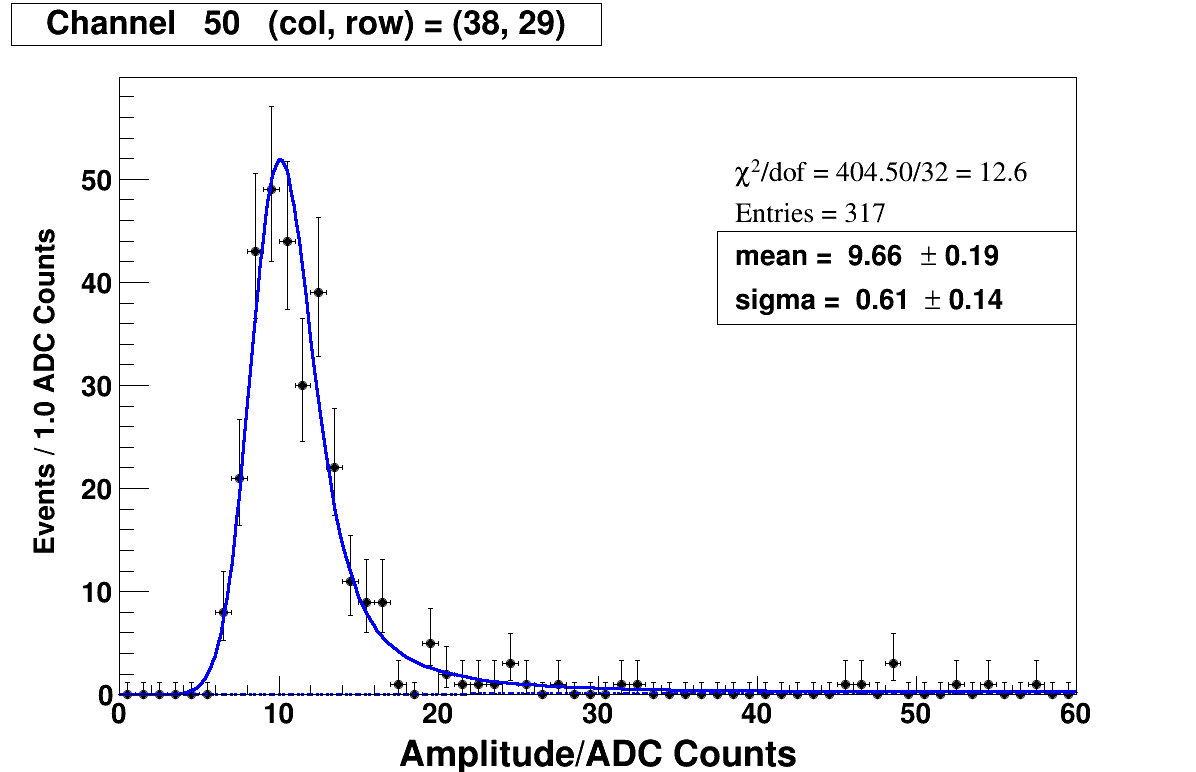 Channel 50 (col, row) = (38, 29)
χ²/dof = 404.50/32 = 12.6
Entries = 317
mean = 9.66 ± 0.19
sigma = 0.61 ± 0.14
Events / 1.0 ADC Counts
50
40
30
20
10
0
0 10 20 30 40 50 60
Amplitude/ADC Counts